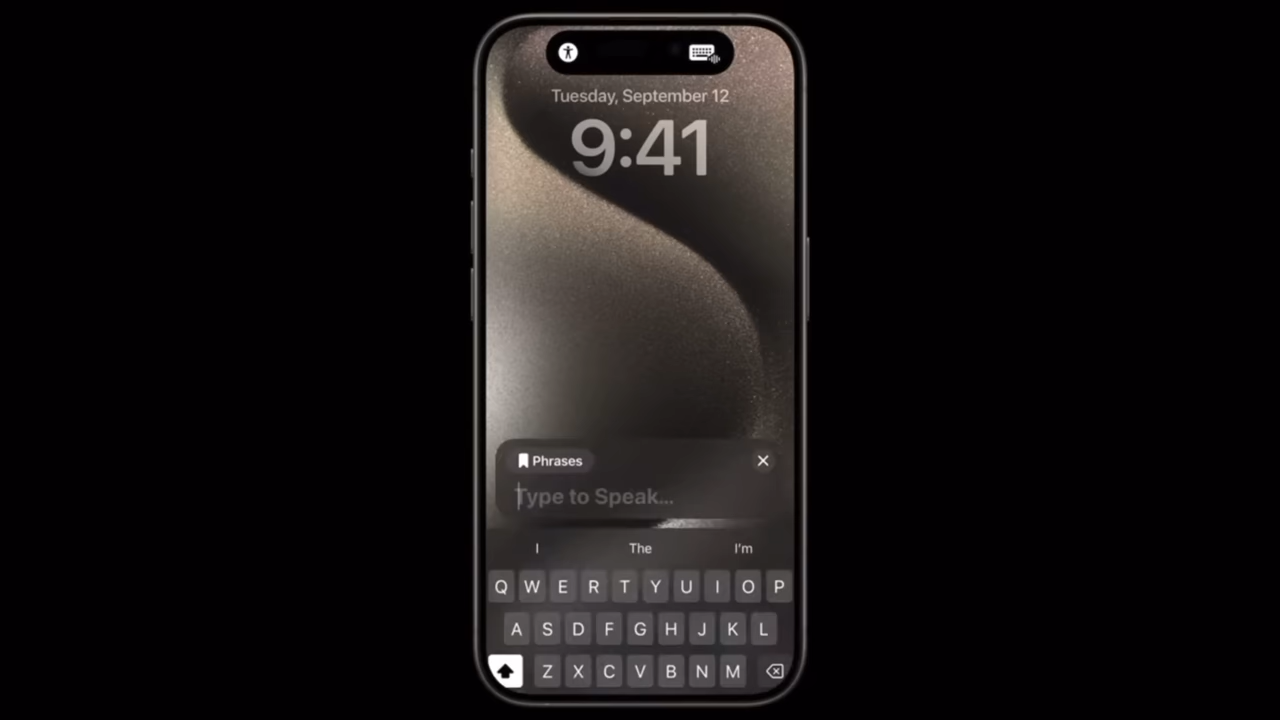 Tuesday, September 12
9:41
Phrases
Type to Speak...
I The I'm
Q W E R T Y U I O P
A S D F G H J K L
Z X C V B N M